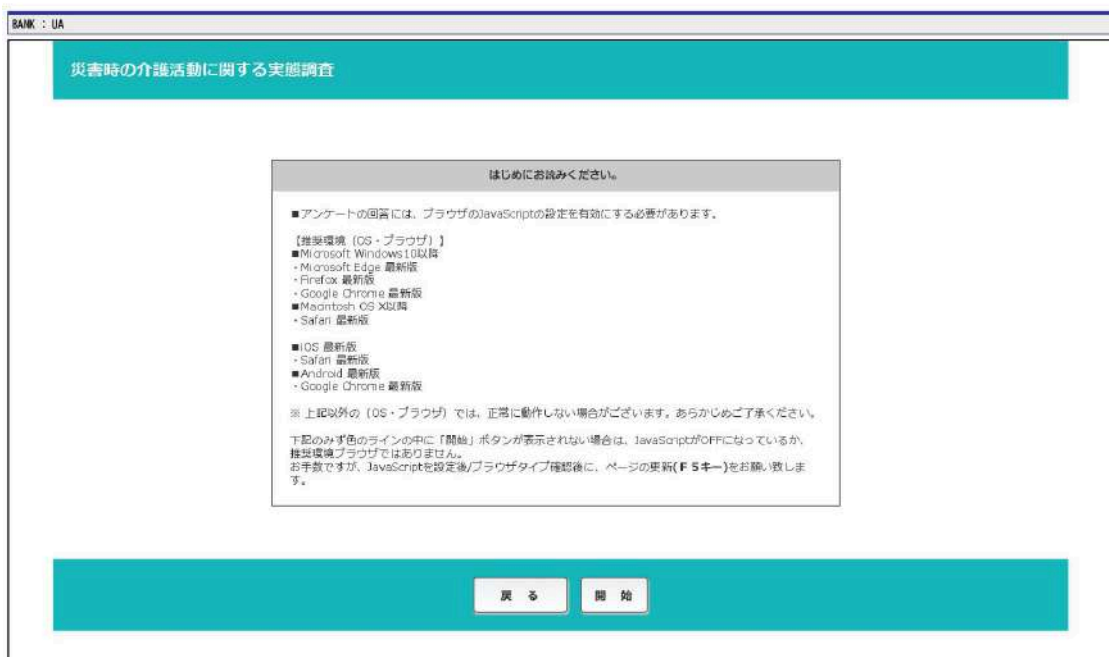 BANK : UA
災害時の介護活動に関する実態調査
はじめにお読みください。
■アンケートの回答には、ブラウザのJavaScriptの設定を有効にする必要があります。
【推奨環境（OS・ブラウザ）】
■Microsoft Windows10以降
・Microsoft Edge 最新版
・Firefox 最新版
・Google Chrome 最新版
■Macintosh OS X以降
・Safari 最新版
■iOS 最新版
・Safari 最新版
■Android 最新版
・Google Chrome 最新版
※ 上記以外の（OS・ブラウザ）では、正常に動作しない場合がございます。あらかじめご了承ください。
下記のみず色のラインの中に「開始」ボタンが表示されない場合は、JavaScriptがOFFになっているか、
推奨環境ブラウザではありません。
お手数ですが、JavaScriptを設定後/ブラウザタイプ確認後に、ページの更新(Ｆ５キー)をお願い致しま
す。
戻 る
開 始